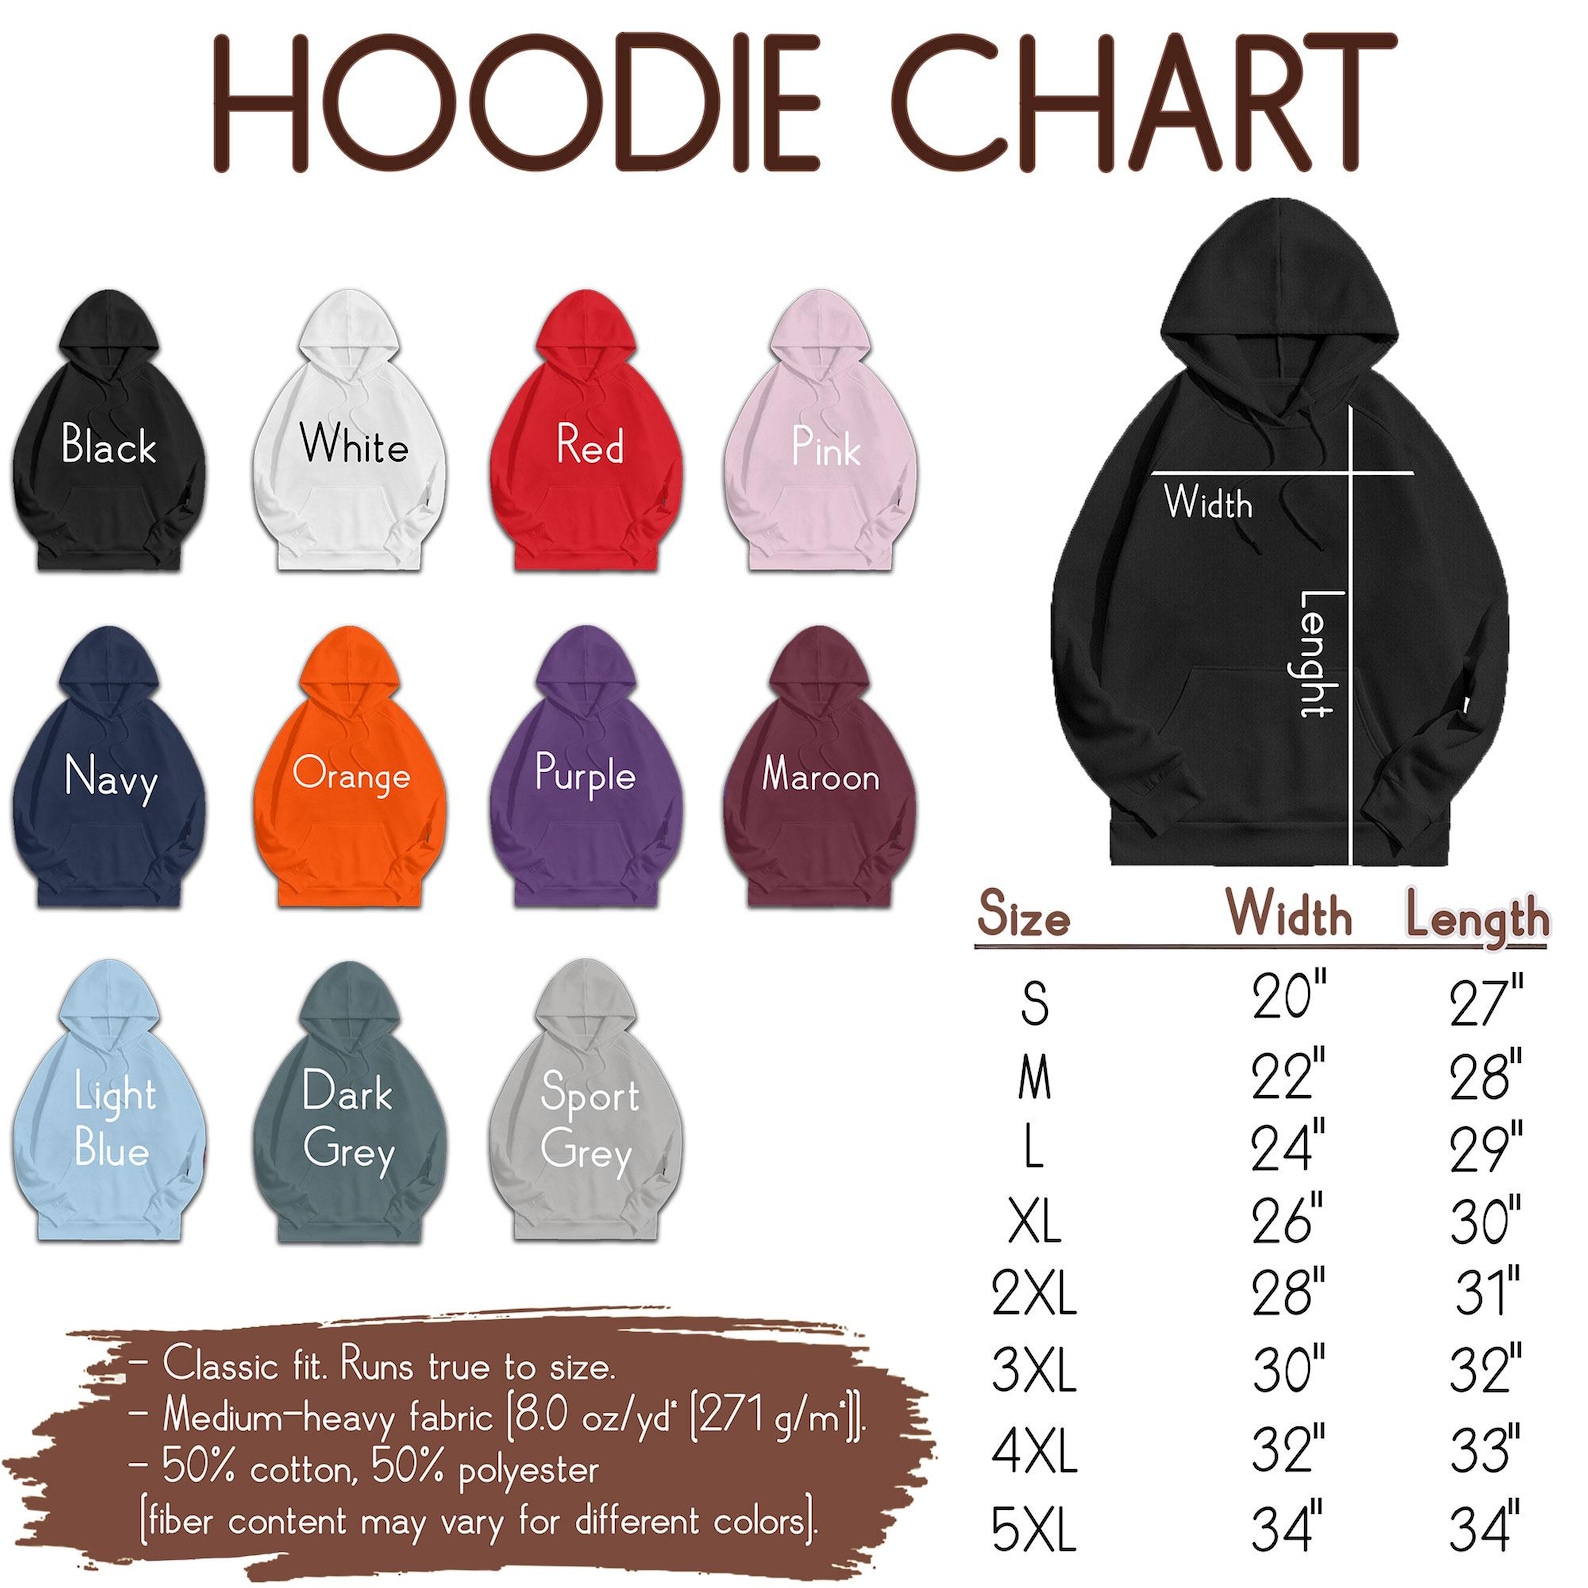 HOODIE CHART
Black
White
Red
Pink
Navy
Orange
Purple
Maroon
Light
Blue
Dark
Grey
Sport
Grey
Width
Lenght
Size Width Length
S 20" 27"
M 22" 28"
L 24" 29"
XL 26" 30"
2XL 28" 31"
3XL 30" 32"
4XL 32" 33"
5XL 34" 34"
- Classic fit. Runs true to size.
- Medium-heavy fabric (8.0 oz/yd² (271 g/m²)).
- 50% cotton, 50% polyester
(fiber content may vary for different colors).